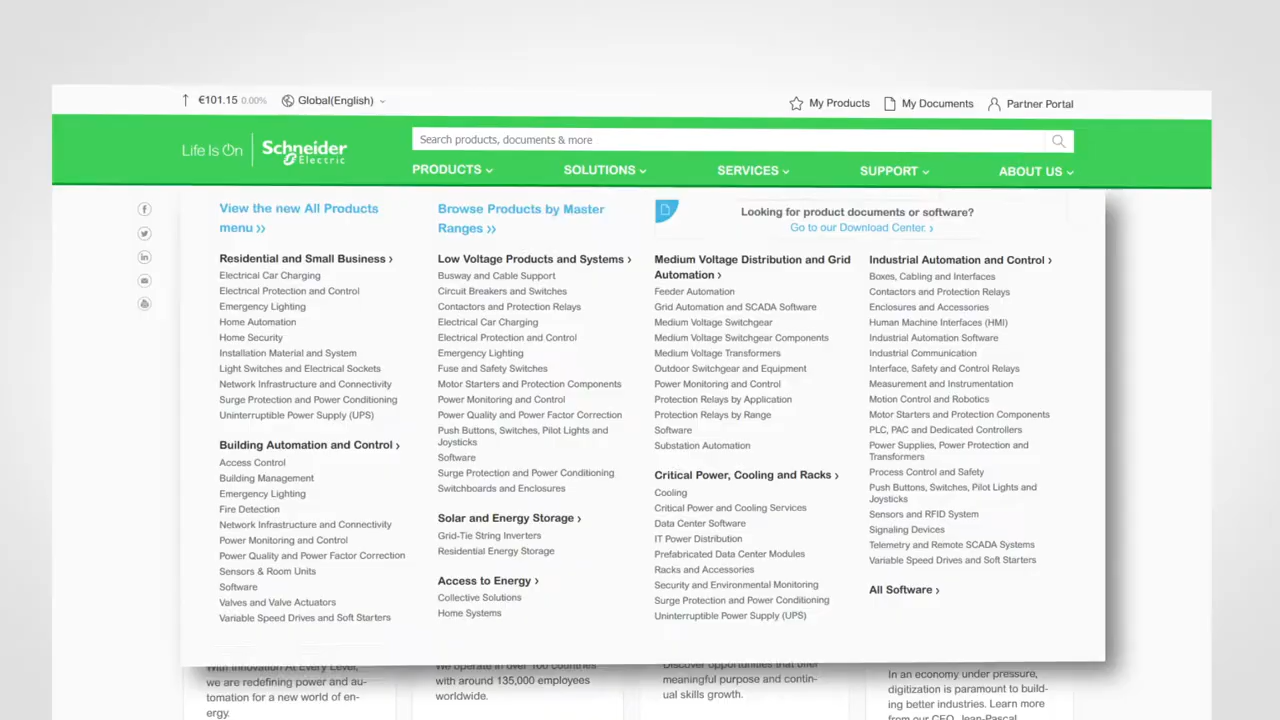 €101.15 0.00% Global(English)
My Products My Documents Partner Portal
Life Is On Schneider Electric
Search products, documents & more
PRODUCTS SOLUTIONS SERVICES SUPPORT ABOUT US
View the new All Products
menu
Residential and Small Business
Electrical Car Charging
Electrical Protection and Control
Emergency Lighting
Home Automation
Home Security
Installation Material and System
Light Switches and Electrical Sockets
Network Infrastructure and Connectivity
Surge Protection and Power Conditioning
Uninterruptible Power Supply (UPS)
Building Automation and Control
Access Control
Building Management
Emergency Lighting
Fire Detection
Network Infrastructure and Connectivity
Power Monitoring and Control
Power Quality and Power Factor Correction
Sensors & Room Units
Software
Valves and Valve Actuators
Variable Speed Drives and Soft Starters
Browse Products by Master
Ranges
Low Voltage Products and Systems
Busway and Cable Support
Circuit Breakers and Switches
Contactors and Protection Relays
Electrical Car Charging
Electrical Protection and Control
Emergency Lighting
Fuse and Safety Switches
Motor Starters and Protection Components
Power Monitoring and Control
Power Quality and Power Factor Correction
Push Buttons, Switches, Pilot Lights and
Joysticks
Software
Surge Protection and Power Conditioning
Switchboards and Enclosures
Solar and Energy Storage
Grid-Tie String Inverters
Residential Energy Storage
Access to Energy
Collective Solutions
Home Systems
Looking for product documents or software?
Go to our Download Center.
Medium Voltage Distribution and Grid
Automation
Feeder Automation
Grid Automation and SCADA Software
Medium Voltage Switchgear
Medium Voltage Switchgear Components
Medium Voltage Transformers
Outdoor Switchgear and Equipment
Power Monitoring and Control
Protection Relays by Application
Protection Relays by Range
Software
Substation Automation
Critical Power, Cooling and Racks
Cooling
Critical Power and Cooling Services
Data Center Software
IT Power Distribution
Prefabricated Data Center Modules
Racks and Accessories
Security and Environmental Monitoring
Surge Protection and Power Conditioning
Uninterruptible Power Supply (UPS)
Industrial Automation and Control
Boxes, Cabling and Interfaces
Contactors and Protection Relays
Enclosures and Accessories
Human Machine Interfaces (HMI)
Industrial Automation Software
Industrial Communication
Interface, Safety and Control Relays
Measurement and Instrumentation
Motion Control and Robotics
Motor Starters and Protection Components
PLC, PAC and Dedicated Controllers
Power Supplies, Power Protection and
Transformers
Process Control and Safety
Push Buttons, Switches, Pilot Lights and
Joysticks
Sensors and RFID System
Signaling Devices
Telemetry and Remote SCADA Systems
Variable Speed Drives and Soft Starters
All Software
With Innovation At Every Level,
we are redefining power and au-
tomation for a new world of en-
ergy.
We operate in over 100 countries
with around 135,000 employees
worldwide.
Discover opportunities that offer
meaningful purpose and contin-
ual skills growth.
In an economy under pressure,
digitization is paramount to build-
ing better industries. Learn more
from our CEO, Jean-Pascal